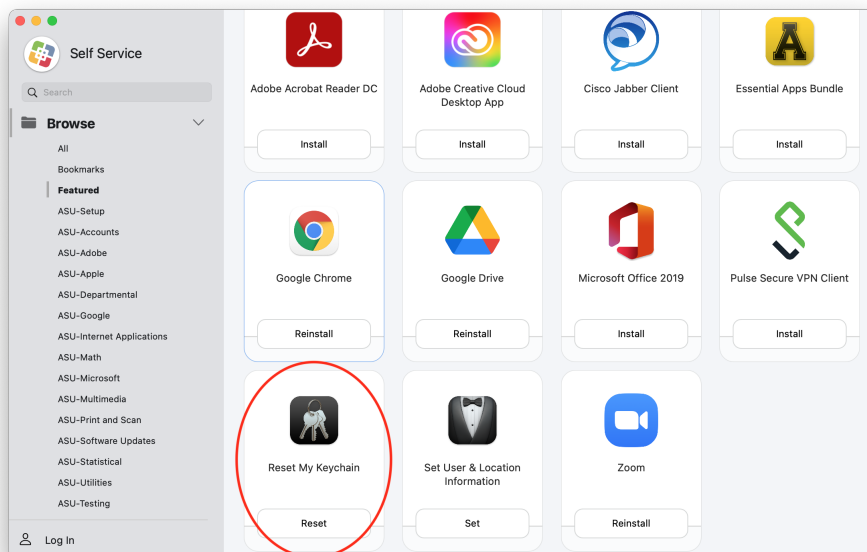 Self Service
Search
Browse
All
Bookmarks
Featured
ASU-Setup
ASU-Accounts
ASU-Adobe
ASU-Apple
ASU-Departmental
ASU-Google
ASU-Internet Applications
ASU-Math
ASU-Microsoft
ASU-Multimedia
ASU-Print and Scan
ASU-Software Updates
ASU-Statistical
ASU-Utilities
ASU-Testing
Log In
Adobe Acrobat Reader DC
Install
Adobe Creative Cloud
Desktop App
Install
Cisco Jabber Client
Install
A
Essential Apps Bundle
Install
Google Chrome
Reinstall
Google Drive
Reinstall
Microsoft Office 2019
Install
Pulse Secure VPN Client
Install
Reset My Keychain
Reset
Set User & Location
Information
Set
Zoom
Reinstall